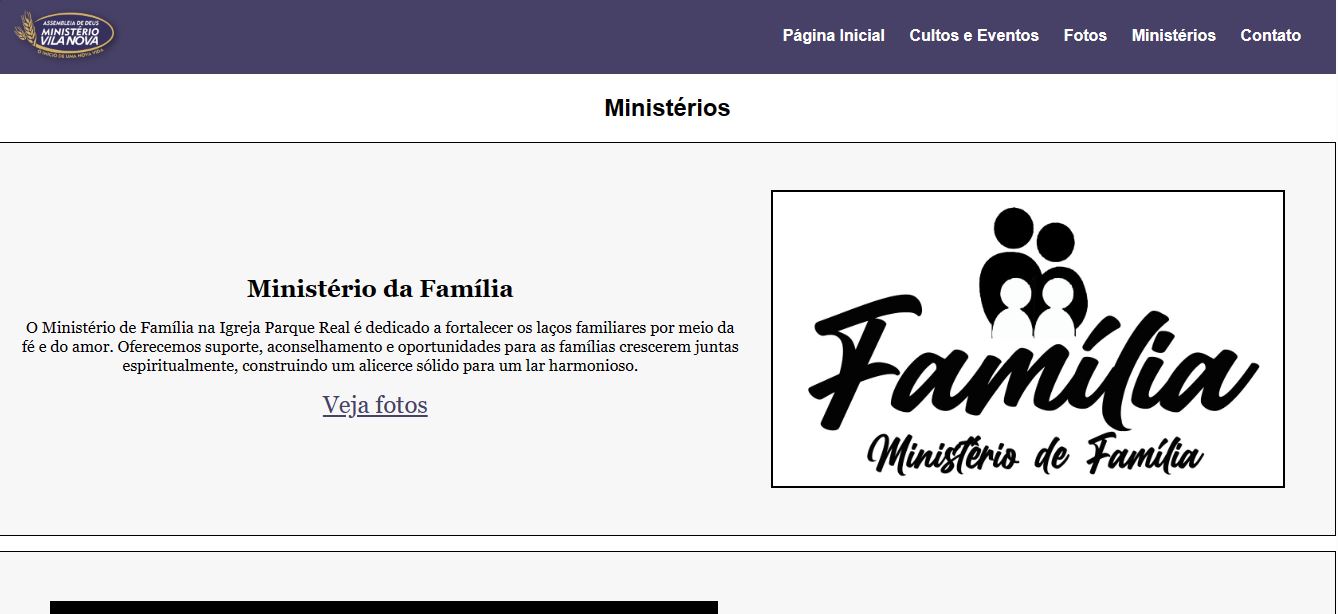 ASSEMBLEIA DE DEUS
MINISTÉRIO
VILA NOVA
O INÍCIO DE UMA NOVA VIDA
Página Inicial Cultos e Eventos Fotos Ministérios Contato
Ministérios
Ministério da Família
O Ministério de Família na Igreja Parque Real é dedicado a fortalecer os laços familiares por meio da
fé e do amor. Oferecemos suporte, aconselhamento e oportunidades para as famílias crescerem juntas
espiritualmente, construindo um alicerce sólido para um lar harmonioso.
Veja fotos
Família
Ministério de Família